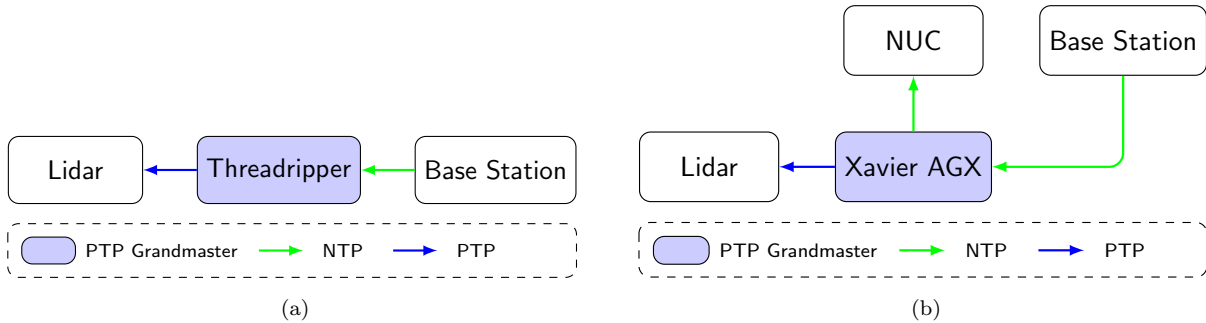 Lidar
Threadripper
Base Station
PTP Grandmaster
NTP
PTP
(a)
NUC
Base Station
Lidar
Xavier AGX
PTP Grandmaster
NTP
PTP
(b)